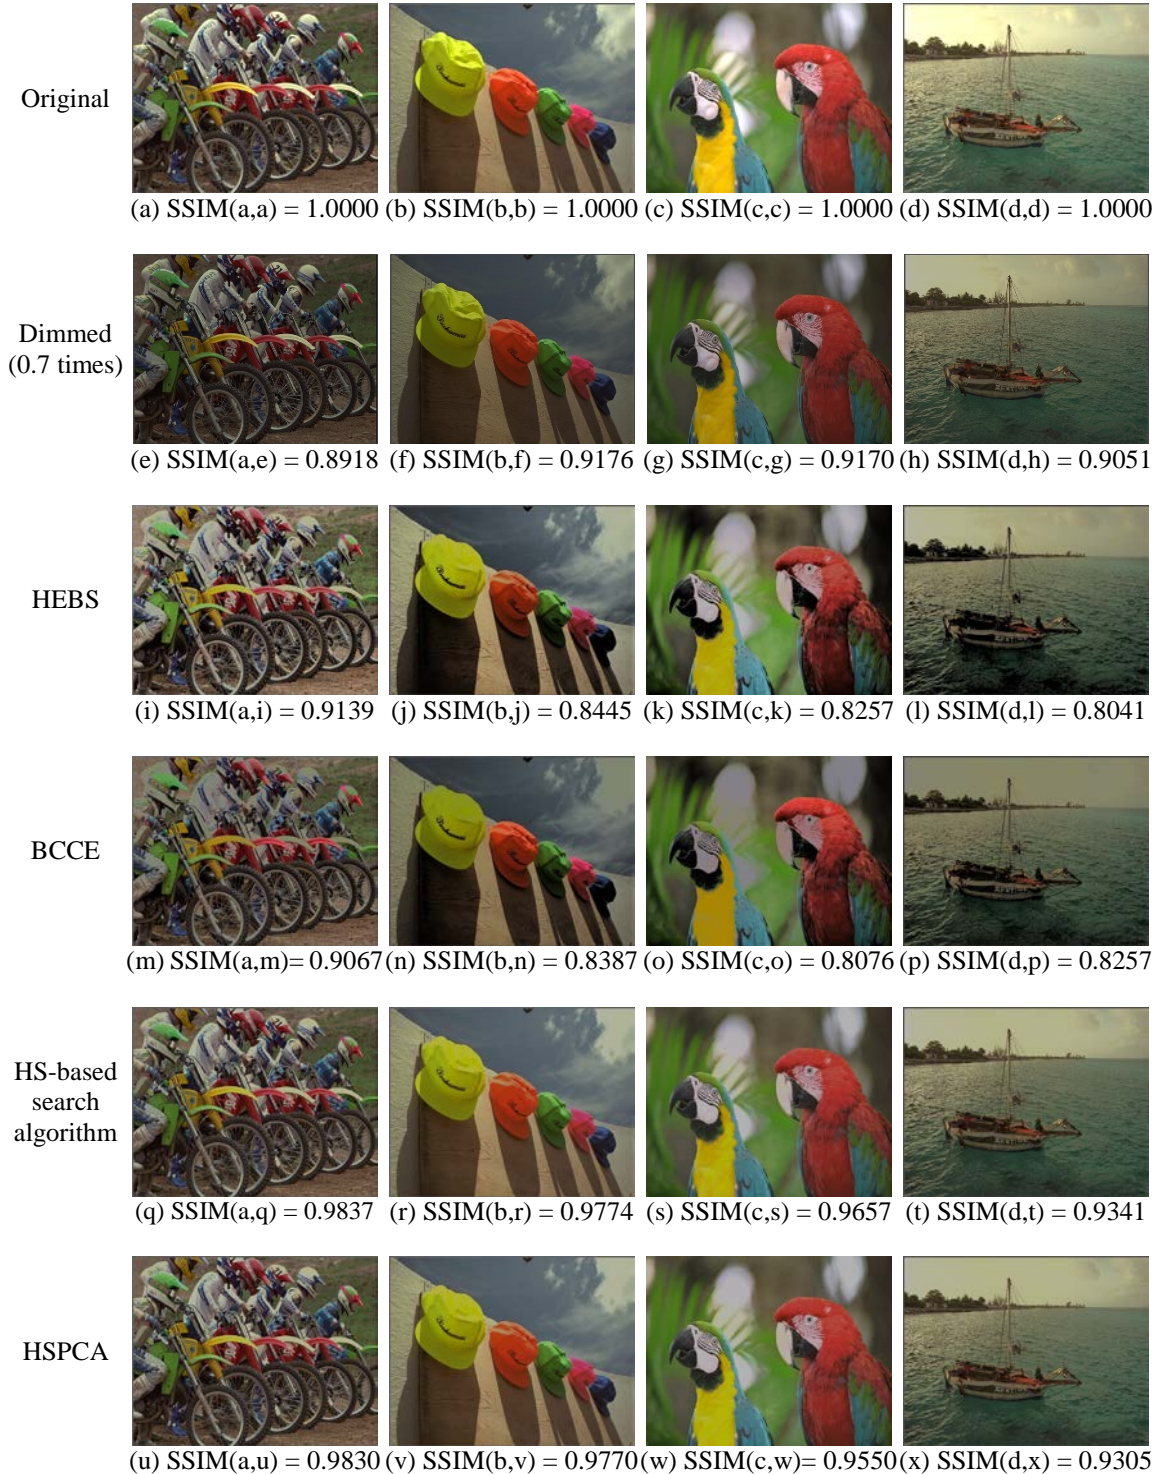 Original
(a) SSIM(a,a) = 1.0000 (b) SSIM(b,b) = 1.0000 (c) SSIM(c,c) = 1.0000 (d) SSIM(d,d) = 1.0000
Dimmed
(0.7 times)
(e) SSIM(a,e) = 0.8918 (f) SSIM(b,f) = 0.9176 (g) SSIM(c,g) = 0.9170 (h) SSIM(d,h) = 0.9051
HEBS
(i) SSIM(a,i) = 0.9139 (j) SSIM(b,j) = 0.8445 (k) SSIM(c,k) = 0.8257 (l) SSIM(d,l) = 0.8041
BCCE
(m) SSIM(a,m)= 0.9067 (n) SSIM(b,n) = 0.8387 (o) SSIM(c,o) = 0.8076 (p) SSIM(d,p) = 0.8257
HS-based
search
algorithm
(q) SSIM(a,q) = 0.9837 (r) SSIM(b,r) = 0.9774 (s) SSIM(c,s) = 0.9657 (t) SSIM(d,t) = 0.9341
HSPCA
(u) SSIM(a,u) = 0.9830 (v) SSIM(b,v) = 0.9770 (w) SSIM(c,w)= 0.9550 (x) SSIM(d,x) = 0.9305